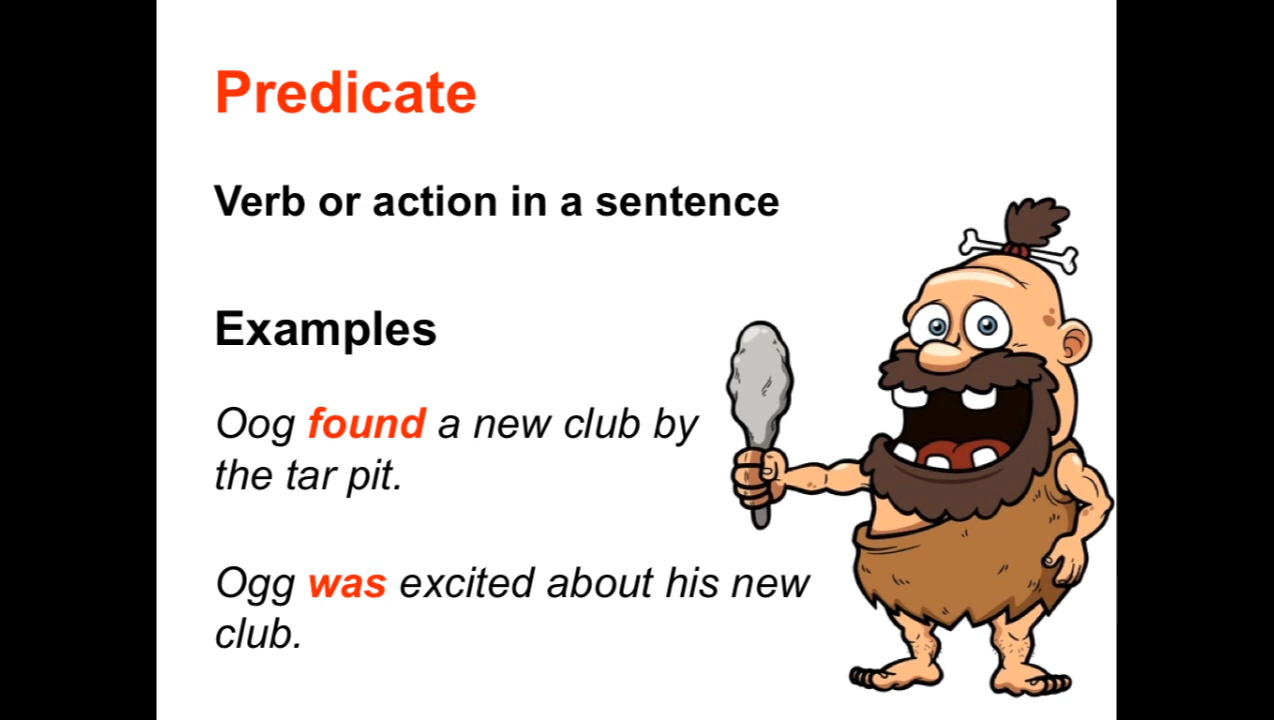 Predicate
Verb or action in a sentence
Examples
Oog found a new club by
the tar pit.
Ogg was excited about his new
club.